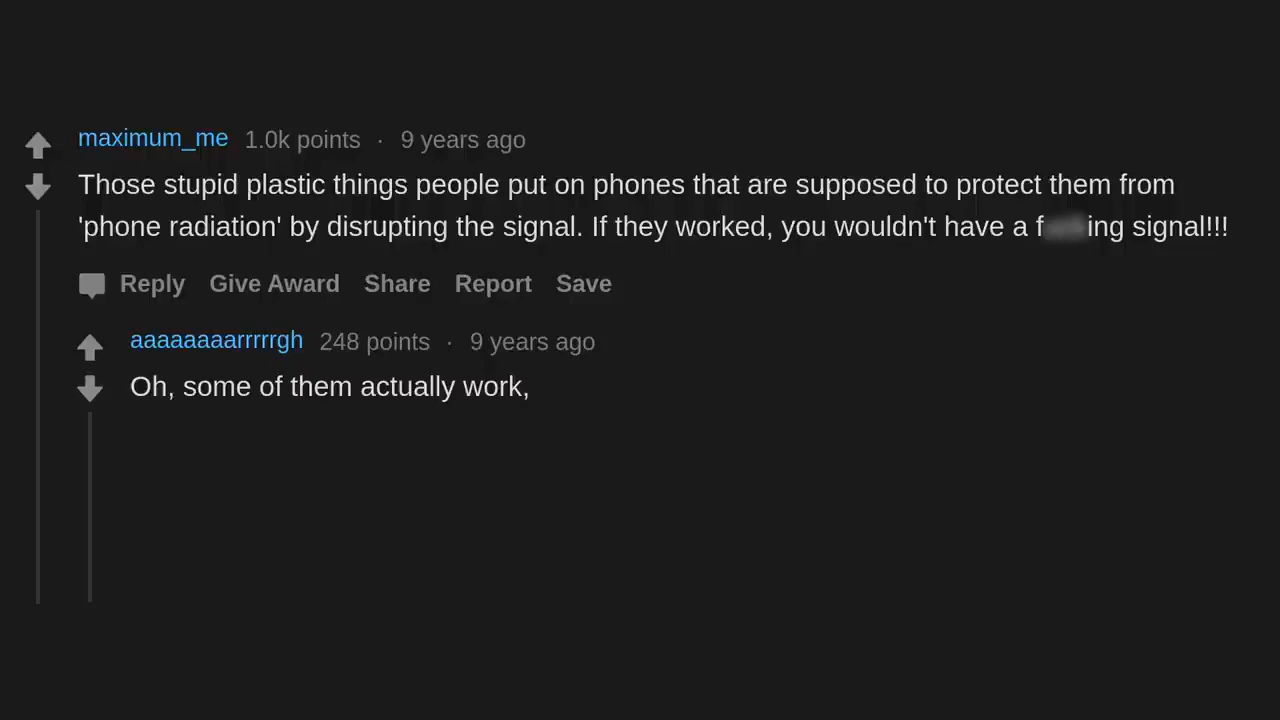 maximum_me 1.0k points · 9 years ago
Those stupid plastic things people put on phones that are supposed to protect them from
'phone radiation' by disrupting the signal. If they worked, you wouldn't have a f ing signal!!!
Reply Give Award Share Report Save
aaaaaaaarrrrrgh 248 points · 9 years ago
Oh, some of them actually work,